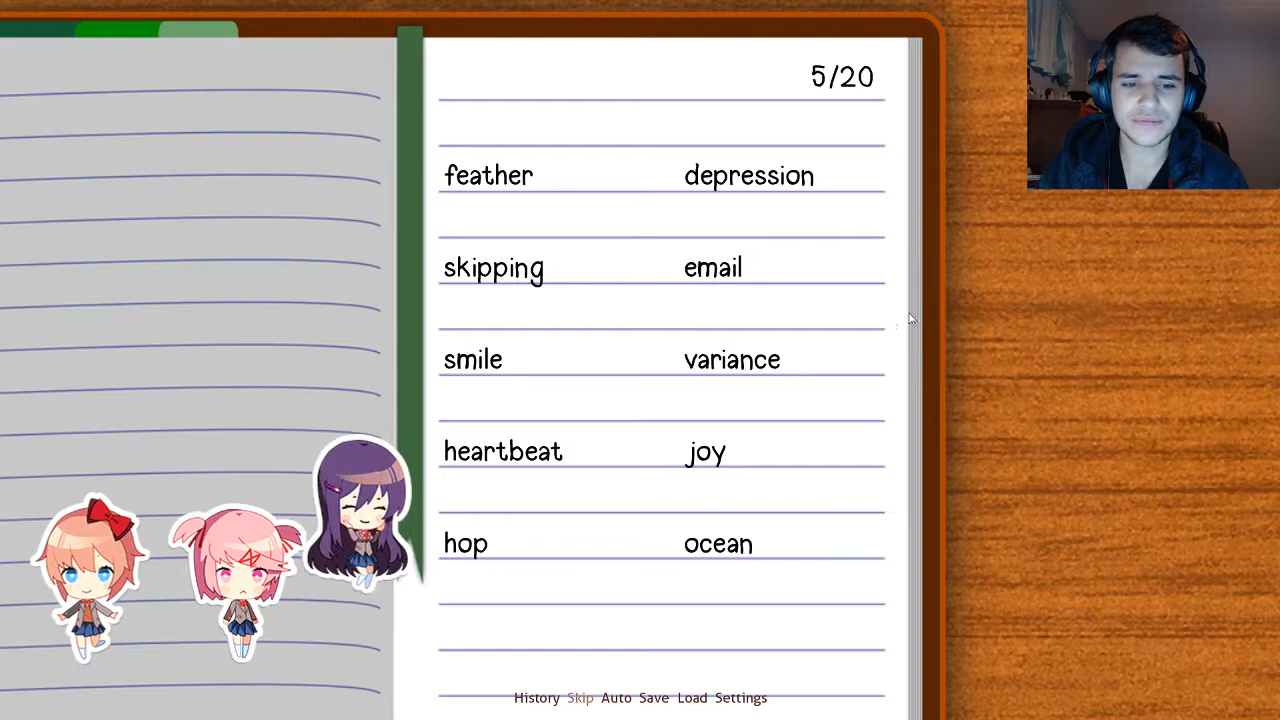 5/20
feather depression
skipping email
smile variance
heartbeat joy
hop ocean
History Skip Auto Save Load Settings